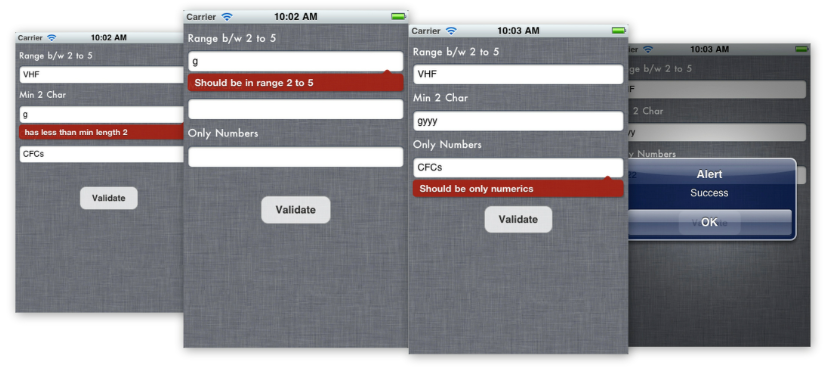 Carrier 10:02 AM
Range b/w 2 to 5
VHF
Min 2 Char
g
has less than min length 2
CFCs
Validate
Carrier 10:02 AM
Range b/w 2 to 5
g
Should be in range 2 to 5
Only Numbers
Validate
Carrier 10:03 AM
Range b/w 2 to 5
VHF
Min 2 Char
gyyy
Only Numbers
CFCs
Should be only numerics
Validate
ier 10:03 AM
ge b/w 2 to 5
F
2 Char
yy
y Numbers
Alert
Success
OK